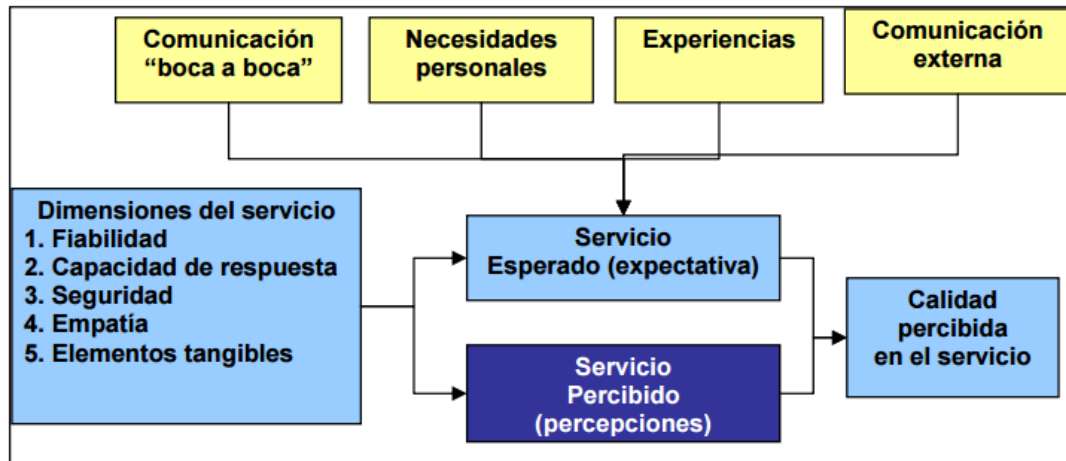 Comunicación
“boca a boca”
Necesidades
personales
Experiencias
Comunicación
externa
Dimensiones del servicio
1. Fiabilidad
2. Capacidad de respuesta
3. Seguridad
4. Empatía
5. Elementos tangibles
Servicio
Esperado (expectativa)
Servicio
Percibido
(percepciones)
Calidad
percibida
en el servicio